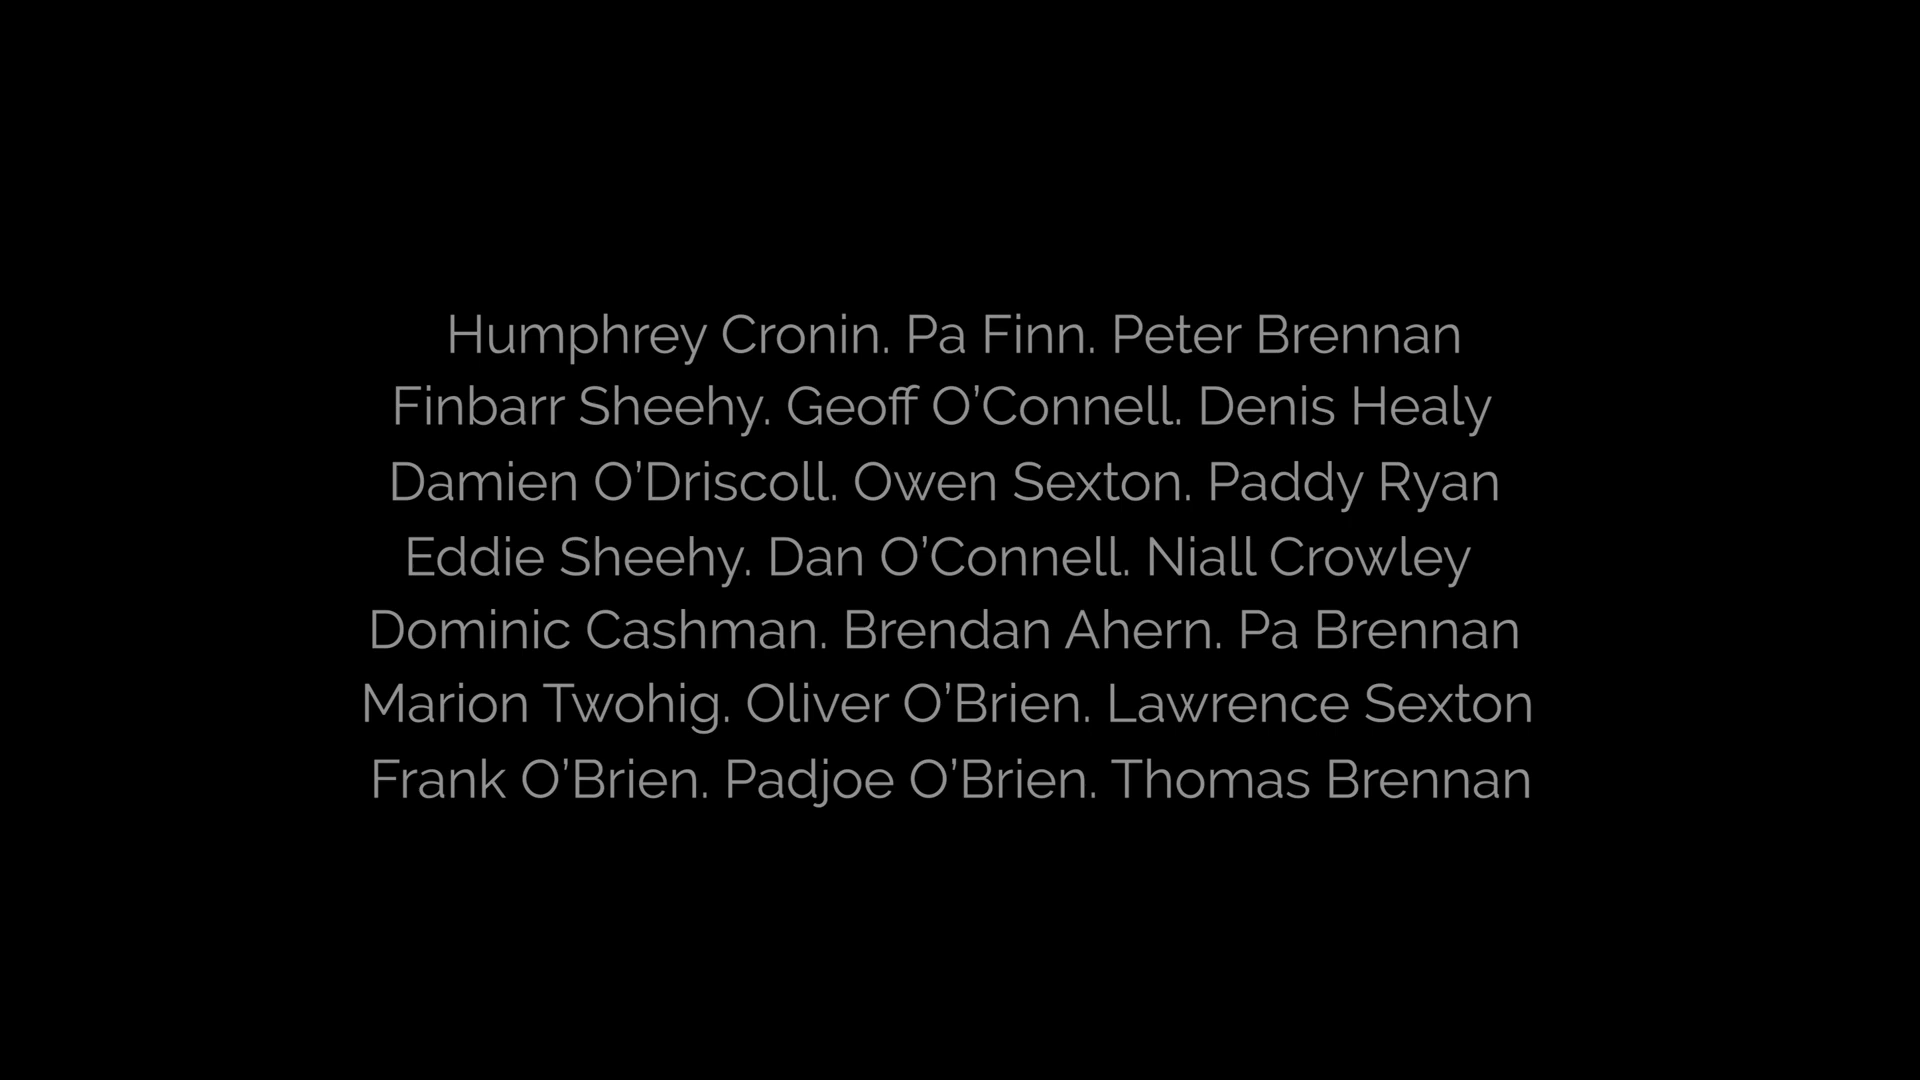 Humphrey Cronin. Pa Finn. Peter Brennan
Finbarr Sheehy. Geoff O’Connell. Denis Healy
Damien O’Driscoll. Owen Sexton. Paddy Ryan
Eddie Sheehy. Dan O’Connell. Niall Crowley
Dominic Cashman. Brendan Ahern. Pa Brennan
Marion Twohig. Oliver O’Brien. Lawrence Sexton
Frank O’Brien. Padjoe O’Brien. Thomas Brennan